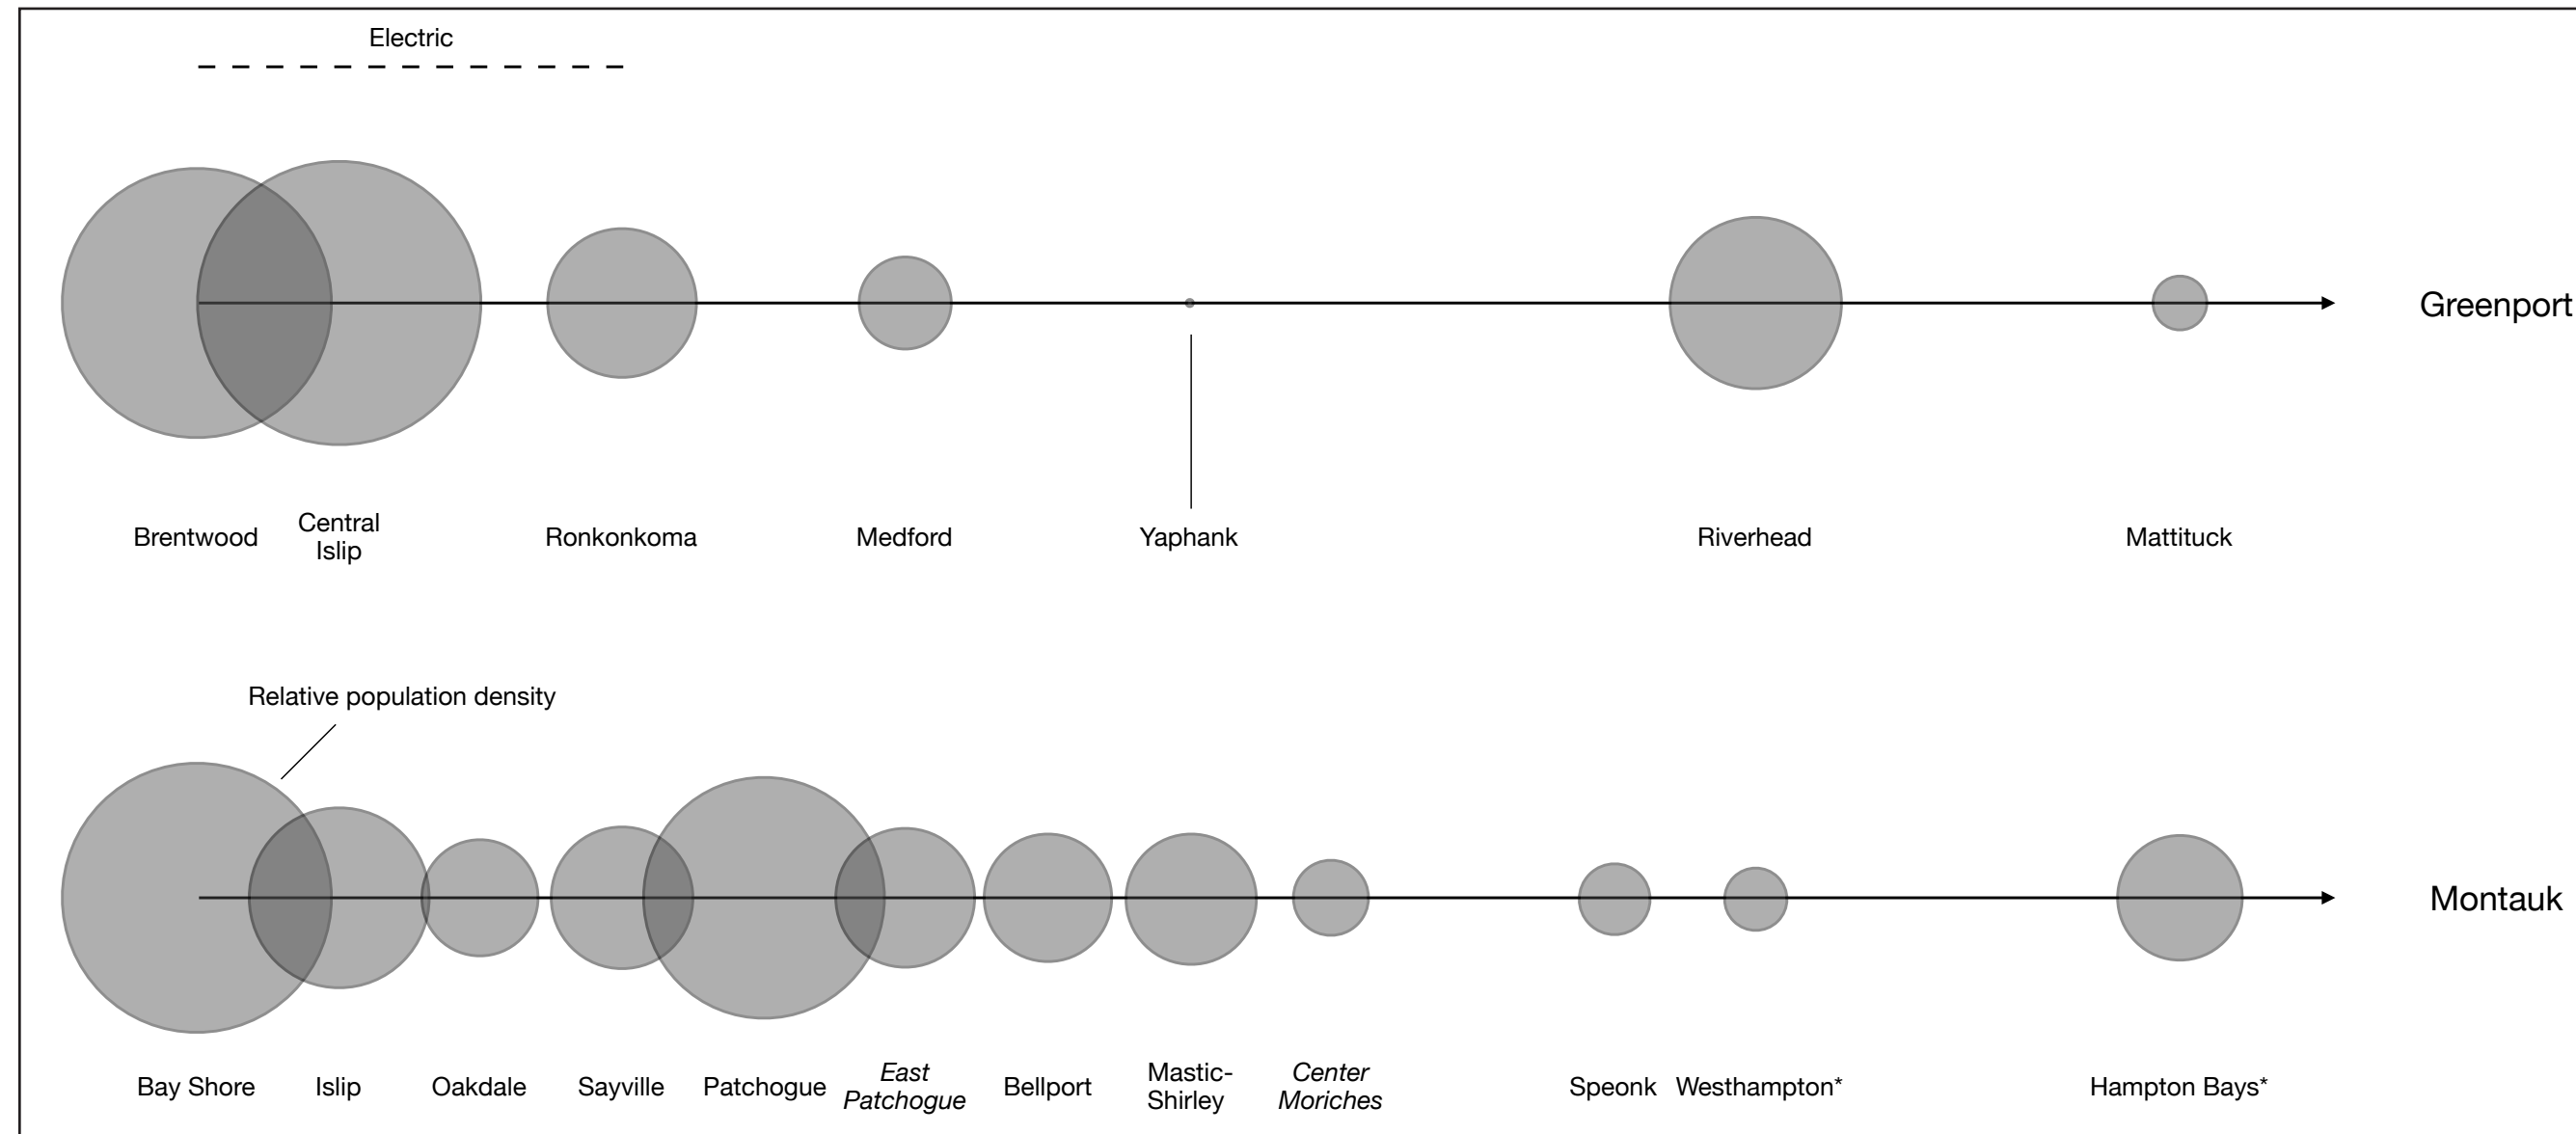 Electric
Greenport
Brentwood
Central
Islip
Ronkonkoma
Medford
Yaphank
Riverhead
Mattituck
Relative population density
Montauk
Bay Shore
Islip
Oakdale
Sayville
Patchogue
East
Patchogue
Bellport
Mastic-
Shirley
Center
Moriches
Speonk
Westhampton*
Hampton Bays*